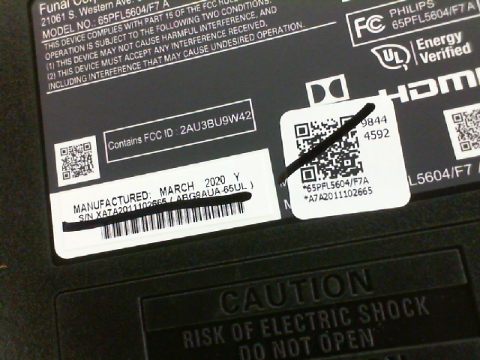 Funai Corp
21061 S. Western Ave.
MODEL NO.: 65PFL5604/F7 A
THIS DEVICE COMPLIES WITH PART 15 OF THE FCC RULES.
OPERATION IS SUBJECT TO THE FOLLOWING TWO CONDITIONS:
(1) THIS DEVICE MAY NOT CAUSE HARMFUL INTERFERENCE, AND
(2) THIS DEVICE MUST ACCEPT ANY INTERFERENCE RECEIVED,
INCLUDING INTERFERENCE THAT MAY CAUSE UNDESIRED OPERATION.
FC PHILIPS
65PFL5604/F7A
UL Energy
Verified
HDMI
Contains FCC ID : 2AU3BU9W42
9844
4592
*65PFL5604/F7A
*A7A2011102665
L5604/F7
MANUFACTURED: MARCH 2020 Y
S/N XATA2011102665 ( ABG8AUA-65UL )
CAUTION
RISK OF ELECTRIC SHOCK
DO NOT OPEN